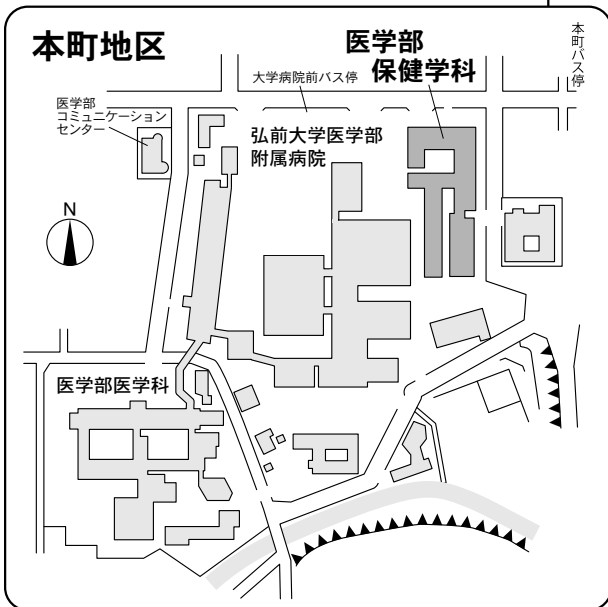 本町地区
医学部
保健学科
大学病院前バス停
本町バス停
医学部
コミュニケーション
センター
弘前大学医学部
附属病院
N
医学部医学科